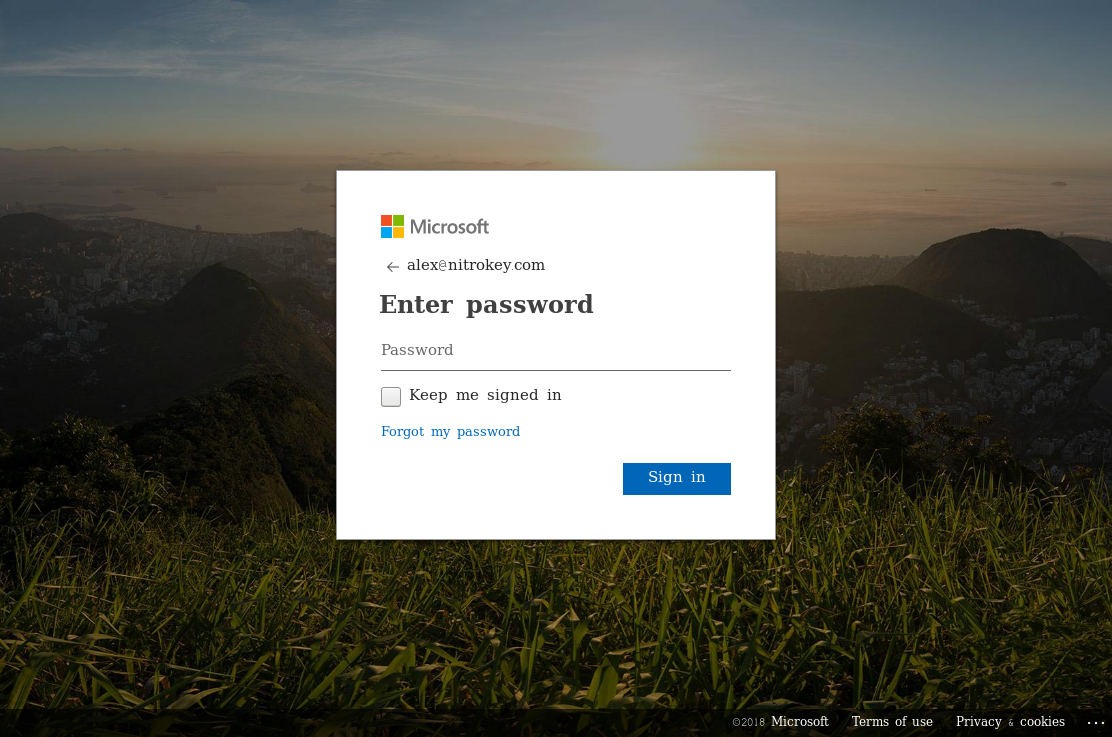 Microsoft
alex@nitrokey.com
Enter password
Password
Keep me signed in
Forgot my password
Sign in
©2018 Microsoft Terms of use Privacy & cookies ...